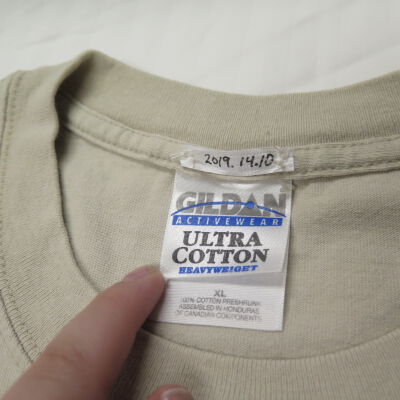 2019.14.10
GILDAN
ACTIVEWEAR
ULTRA
COTTON
HEAVYWEIGHT
XL
100% COTTON PRESHRUNK
ASSEMBLED IN HONDURAS
OF CANADIAN COMPONENTS